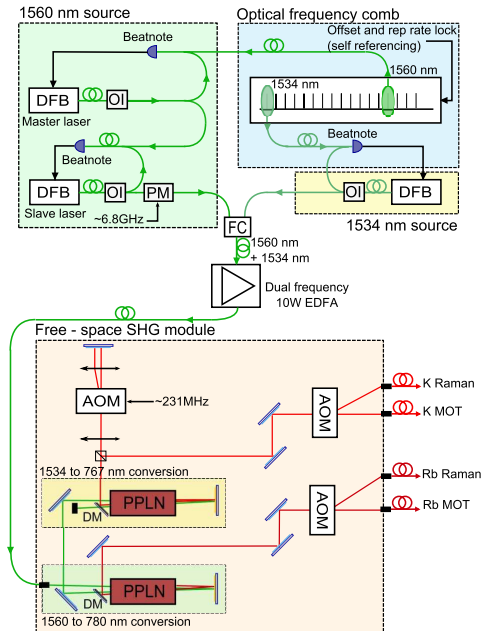 1560 nm source
Optical frequency comb
Beatnote
Offset and rep rate lock
(self referencing)
1560 nm
1534 nm
DFB
OI
Master laser
Beatnote
Beatnote
DFB
OI
PM
Slave laser
~6.8GHz
OI
DFB
1534 nm source
FC
1560 nm
+ 1534 nm
Dual frequency
10W EDFA
Free - space SHG module
AOM
~231MHz
AOM
K Raman
K MOT
1534 to 767 nm conversion
PPLN
DM
AOM
Rb Raman
Rb MOT
PPLN
DM
1560 to 780 nm conversion